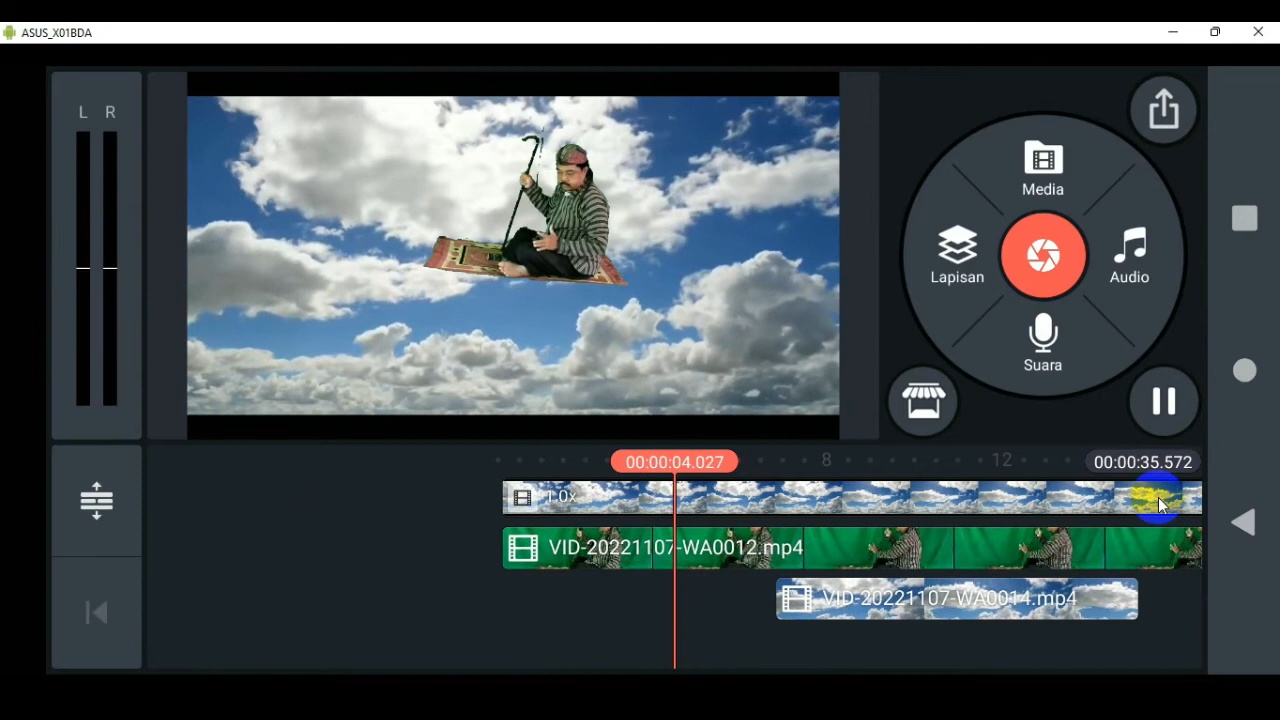 ASUS_X01BDA
L R
Media
Lapisan
Audio
Suara
00:00:04.027
8
12
00:00:35.572
1.0x
VID-20221107-WA0012.mp4
VID-20221107-WA0014.mp4